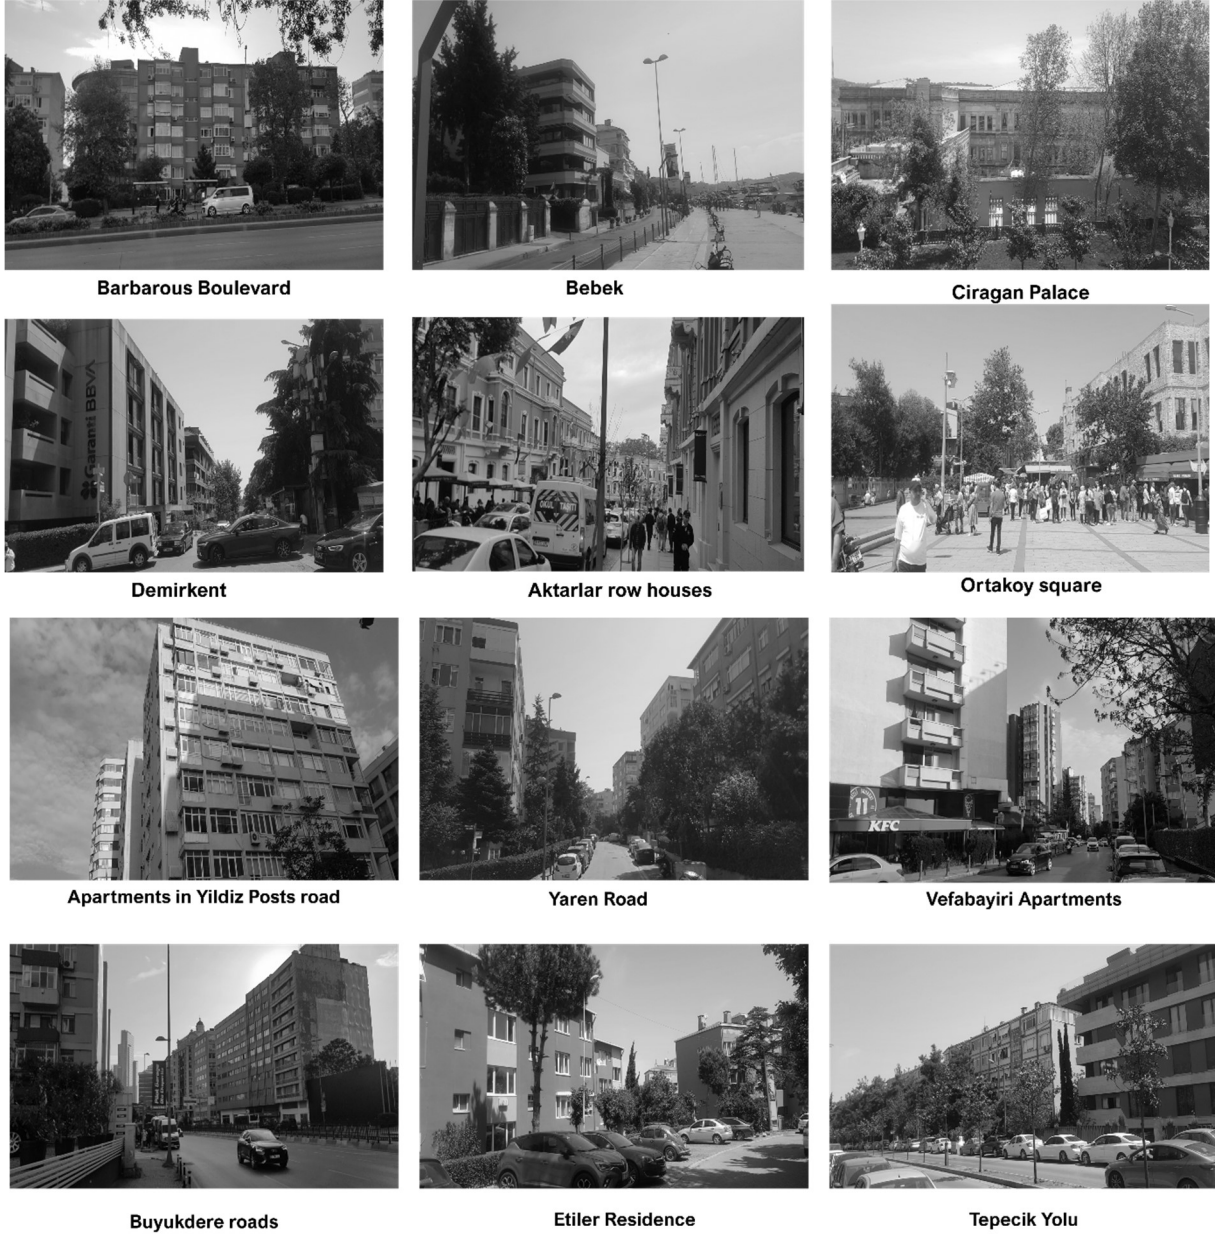 Barbarous Boulevard
Bebek
Ciragan Palace
Garanti BBVA
Demirkent
Aktarlar row houses
Ortakoy square
Apartments in Yildiz Posts road
Yaren Road
11
KFC
Vefabayiri Apartments
Buyukdere roads
Etiler Residence
Tepecik Yolu